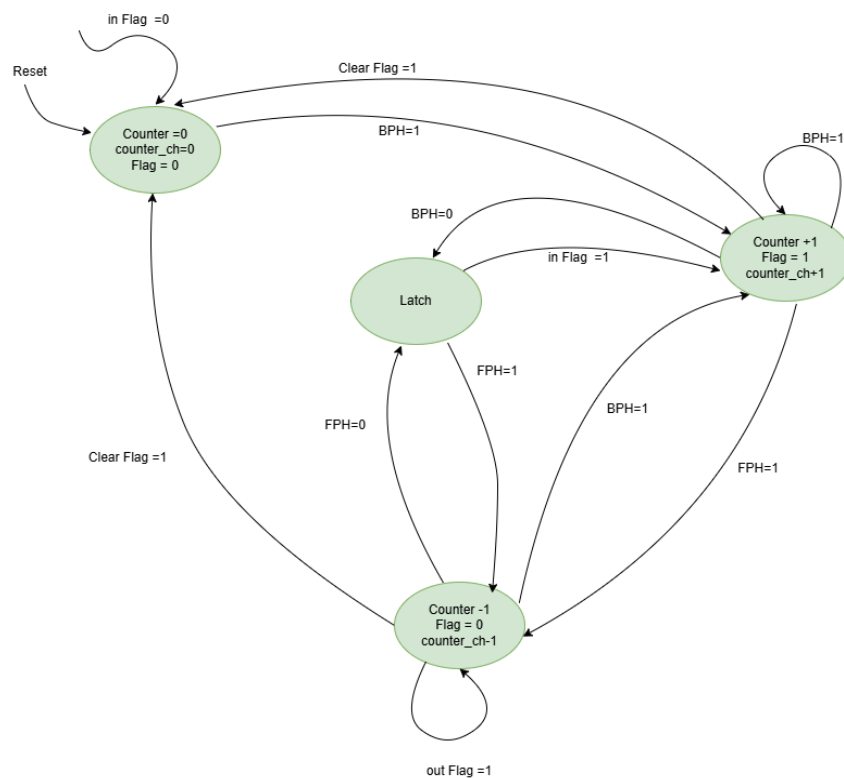 in Flag  =0
Reset
Clear Flag =1
Counter =0
counter_ch=0
Flag = 0
BPH=1
BPH=1
BPH=0
Counter +1
Flag = 1
counter_ch+1
in Flag  =1
Latch
FPH=1
FPH=0
BPH=1
Clear Flag =1
FPH=1
Counter -1
Flag = 0
counter_ch-1
out Flag =1